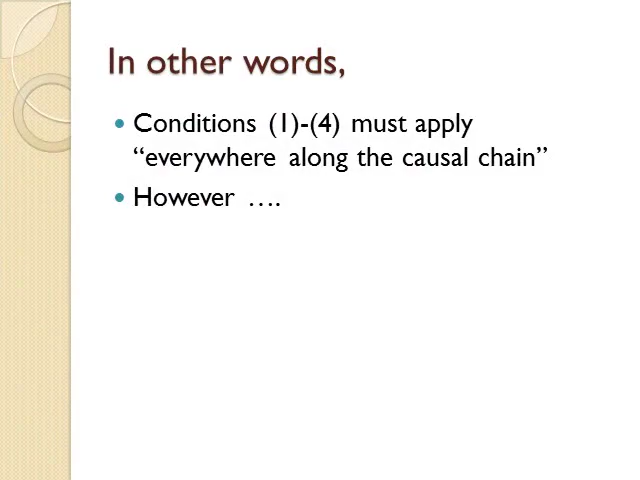 In other words,
Conditions (1)-(4) must apply
“everywhere along the causal chain”
However ….